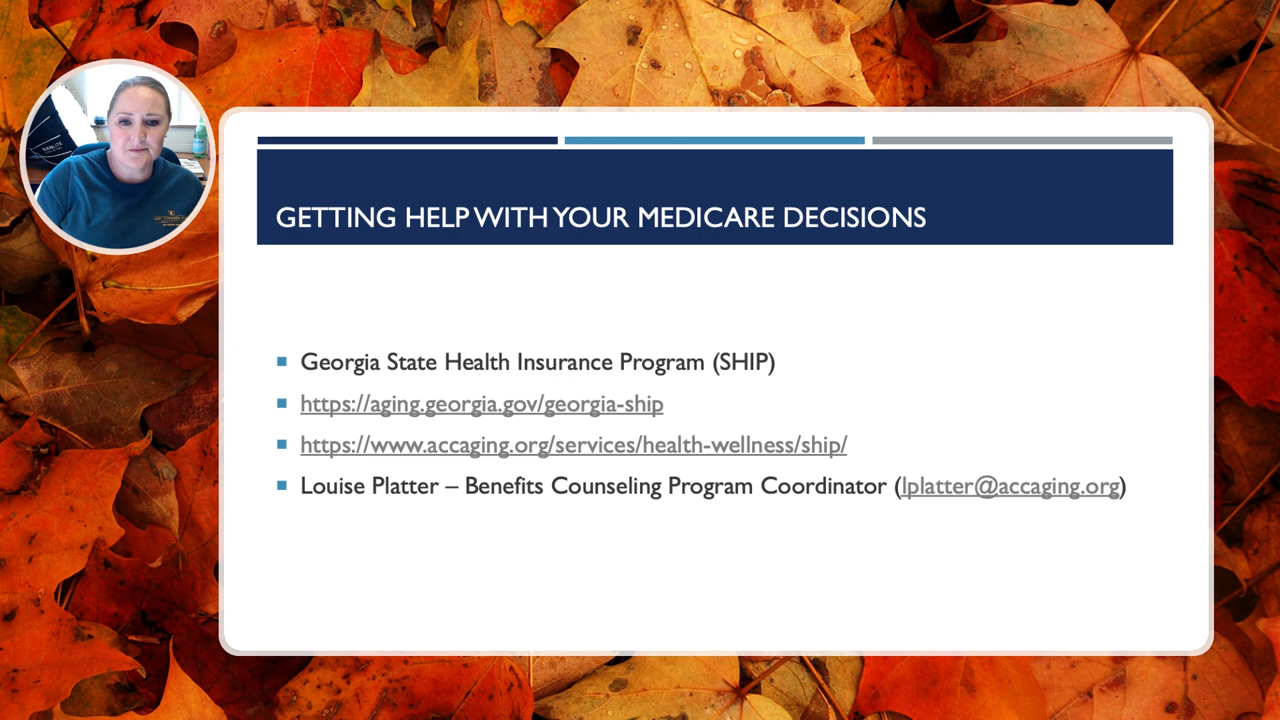 GETTING HELP WITH YOUR MEDICARE DECISIONS
Georgia State Health Insurance Program (SHIP)
https://aging.georgia.gov/georgia-ship
https://www.accaging.org/services/health-wellness/ship/
Louise Platter – Benefits Counseling Program Coordinator (lplatter@accaging.org)